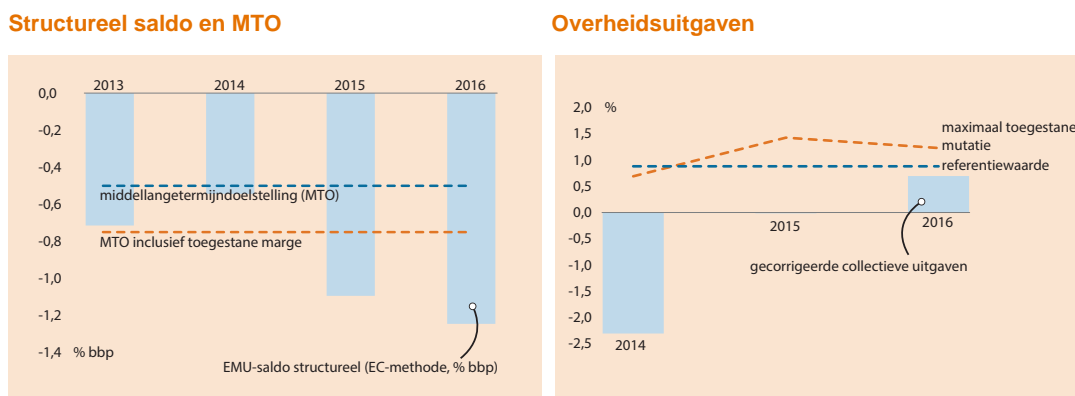 Structureel saldo en MTO
2013
2014
2015
2016
0,0
-0,2
-0,4
-0,6
-0,8
-1,0
-1,2
-1,4
% bbp
middellangetermijndoelstelling (MTO)
MTO inclusief toegestane marge
EMU-saldo structureel (EC-methode, % bbp)
Overheidsuitgaven
2,0
%
1,5
1,0
0,5
0,0
-0,5
-1,0
-1,5
-2,0
-2,5
maximaal toegestane
mutatie
referentiewaarde
2015
2016
gecorrigeerde collectieve uitgaven
2014